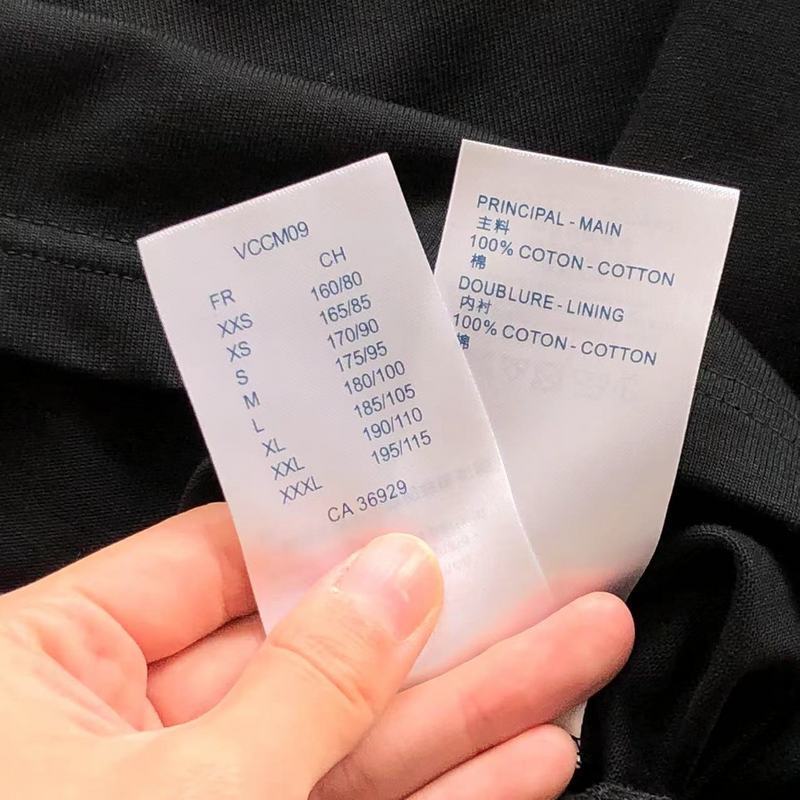 VCCM09
FR CH
XXS 160/80
XS 165/85
S 170/90
M 175/95
L 180/100
XL 185/105
XXL 190/110
XXXL 195/115
CA 36929
PRINCIPAL - MAIN
主料
100% COTON - COTTON
棉
DOUBLURE - LINING
内衬
100% COTON - COTTON
棉